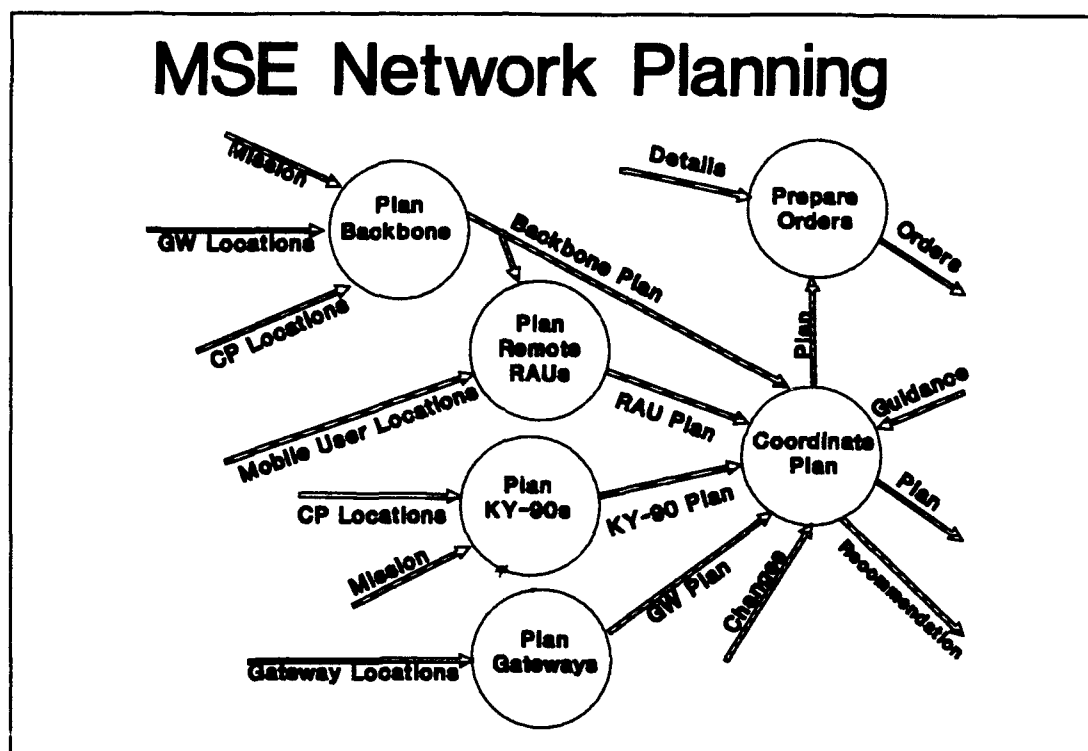 MSE Network Planning
Mission
GW Locations
CP Locations
Plan
Backbone
Backbone Plan
Details
Prepare
Orders
Orders
Plan
Plan
Remote
RAUs
Mobile User Locations
RAU Plan
Guidance
Coordinate
Plan
Plan
Recommendation
Changes
CP Locations
Mission
Plan
KY-90s
KY-90 Plan
GW Plan
Plan
Gateways
Gateway Locations